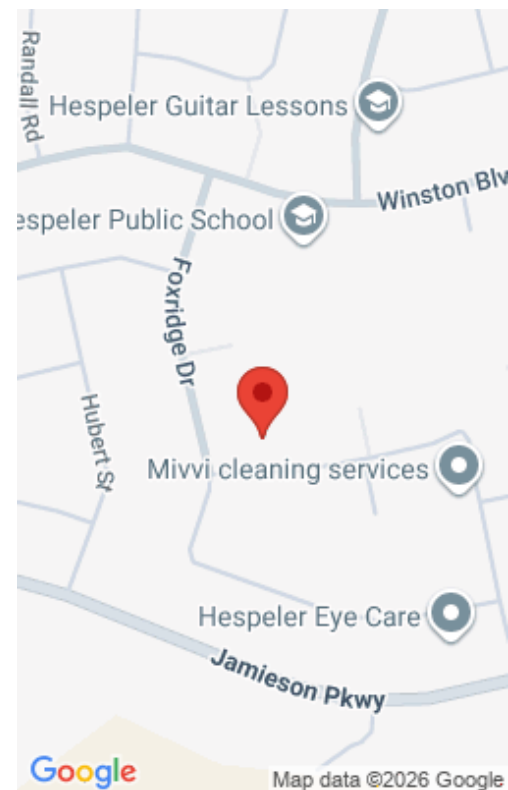 Randall Rd
Hespeler Guitar Lessons
Winston Blv
espeler Public School
Foxridge Dr
Hubert St
Mivvi cleaning services
Hespeler Eye Care
Jamieson Pkwy
Google
Map data ©2026 Google